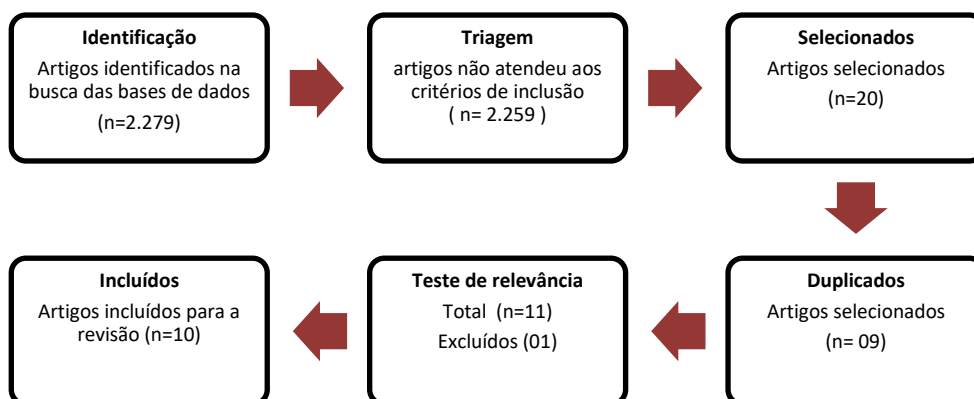 Identificação
Artigos identificados na
busca das bases de dados
(n=2.279)
Triagem
artigos não atendeu aos
critérios de inclusão
( n= 2.259 )
Selecionados
Artigos selecionados
(n=20)
Duplicados
Artigos selecionados
(n= 09)
Teste de relevância
Total (n=11)
Excluídos (01)
Incluídos
Artigos incluídos para a
revisão (n=10)